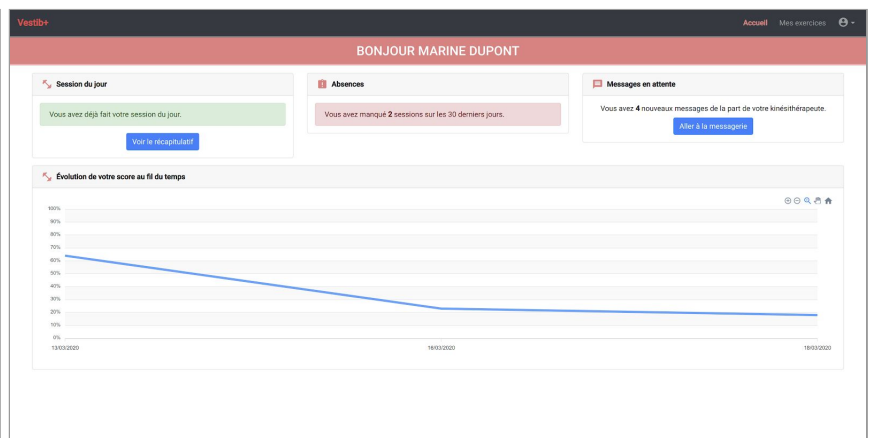 Vestib+
Accueil
Mes exercices
BONJOUR MARINE DUPONT
Session du jour
Vous avez déjà fait votre session du jour.
Voir le récapitulatif
Absences
Vous avez manqué 2 sessions sur les 30 derniers jours.
Messages en attente
Vous avez 4 nouveaux messages de la part de votre kinésithérapeute.
Aller à la messagerie
Évolution de votre score au fil du temps
100%
90%
80%
70%
60%
50%
40%
30%
20%
10%
0%
13/03/2020
16/03/2020
18/03/2020